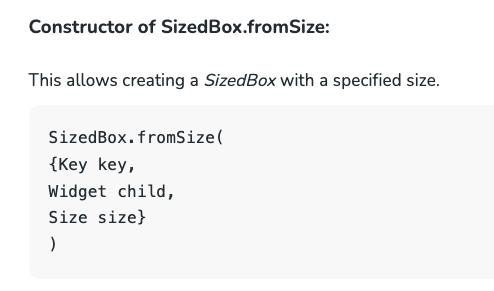 Constructor of SizedBox.fromSize:
This allows creating a SizedBox with a specified size.
SizedBox.fromSize(
{Key key,
Widget child,
Size size}
)